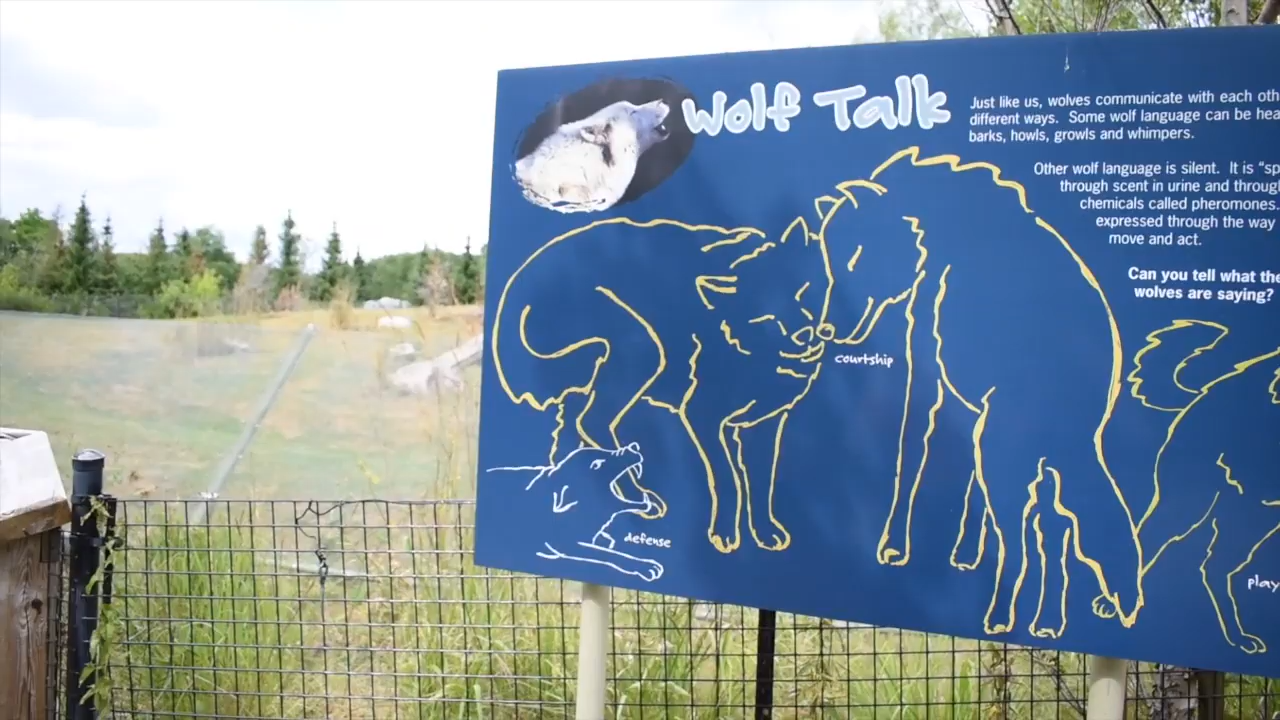 Wolf Talk
Just like us, wolves communicate with each oth
different ways. Some wolf language can be hea
barks, howls, growls and whimpers.
Other wolf language is silent. It is "sp
through scent in urine and through
chemicals called pheromones.
expressed through the way
move and act.
Can you tell what the
wolves are saying?
courtship
defense
play